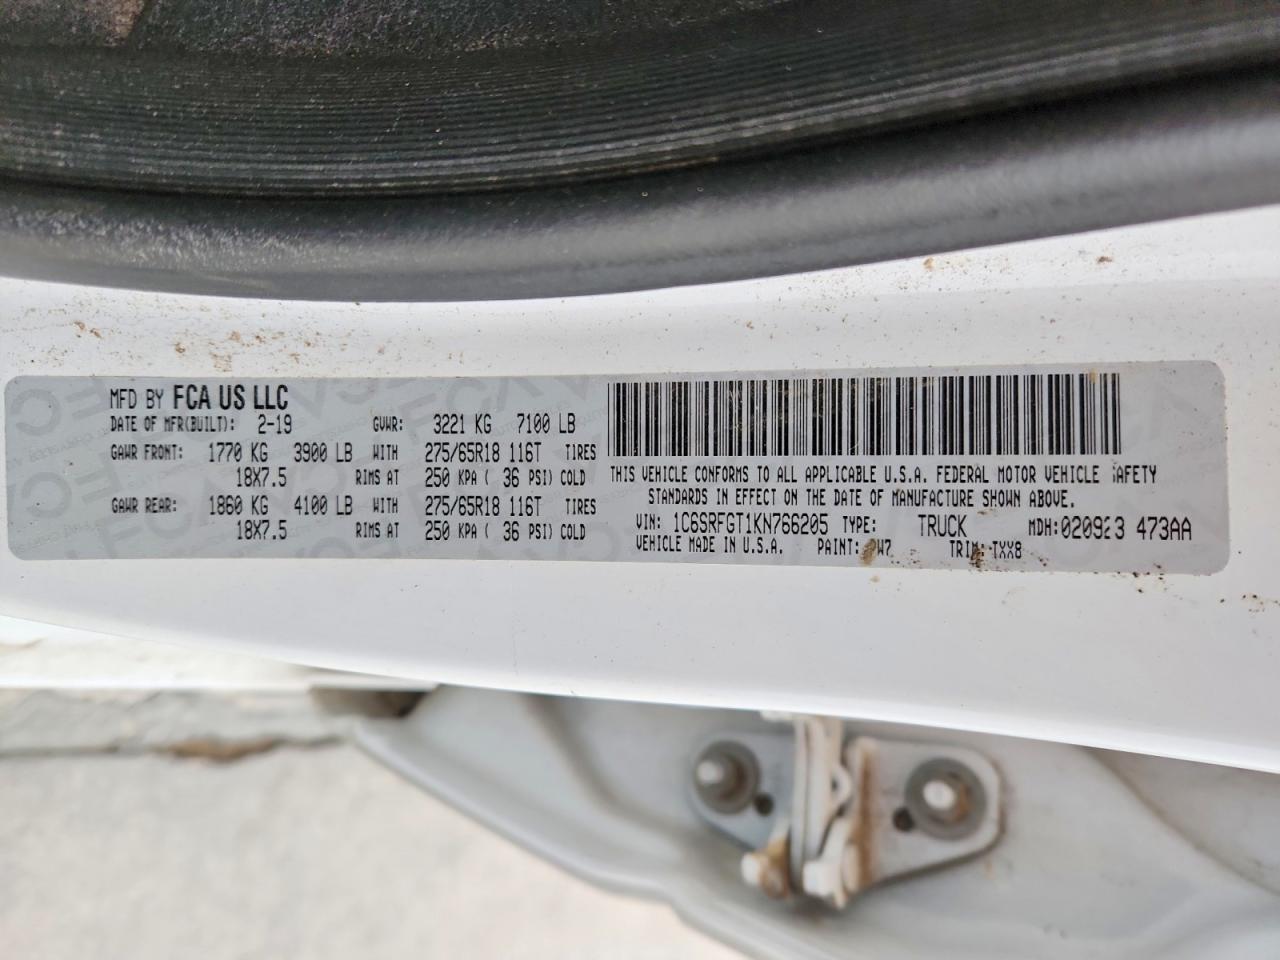 MFD BY FCA US LLC
DATE OF MFR(BUILT): 2-19 GVWR: 3221 KG 7100 LB
GAWR FRONT: 1770 KG 3900 LB WITH 275/65R18 116T TIRES
18X7.5 RIMS AT 250 KPA ( 36 PSI) COLD
GAWR REAR: 1860 KG 4100 LB WITH 275/65R18 116T TIRES
18X7.5 RIMS AT 250 KPA ( 36 PSI) COLD
THIS VEHICLE CONFORMS TO ALL APPLICABLE U.S.A. FEDERAL MOTOR VEHICLE SAFETY
STANDARDS IN EFFECT ON THE DATE OF MANUFACTURE SHOWN ABOVE.
VIN: 1C6SRFGT1KN766205 TYPE: TRUCK MDH: 473AA
VEHICLE MADE IN U.S.A. PAINT: TRIM: TXX8